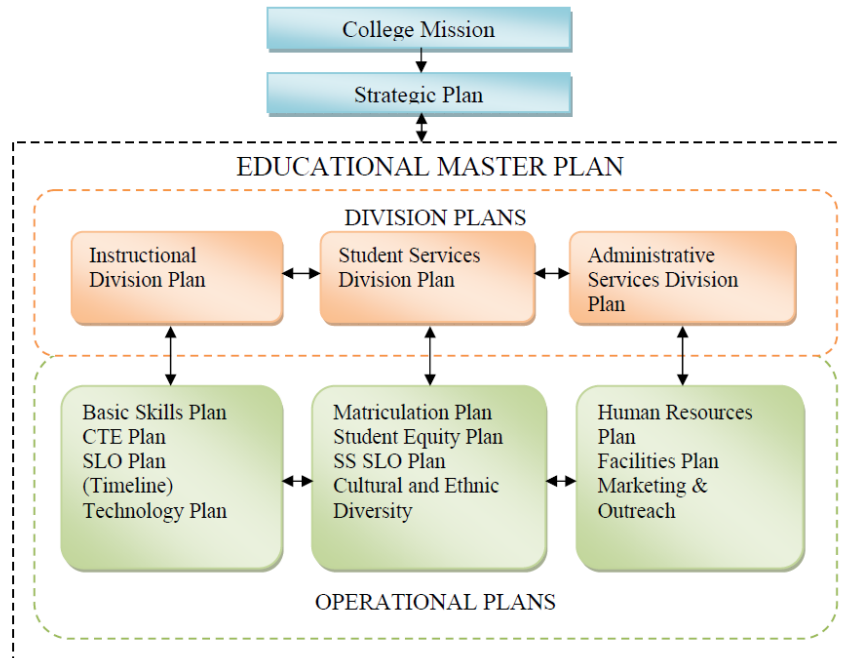 College Mission
Strategic Plan
EDUCATIONAL MASTER PLAN
DIVISION PLANS
Instructional
Division Plan
Student Services
Division Plan
Administrative
Services Division
Plan
Basic Skills Plan
CTE Plan
SLO Plan
(Timeline)
Technology Plan
Matriculation Plan
Student Equity Plan
SS SLO Plan
Cultural and Ethnic
Diversity
Human Resources
Plan
Facilities Plan
Marketing &
Outreach
OPERATIONAL PLANS